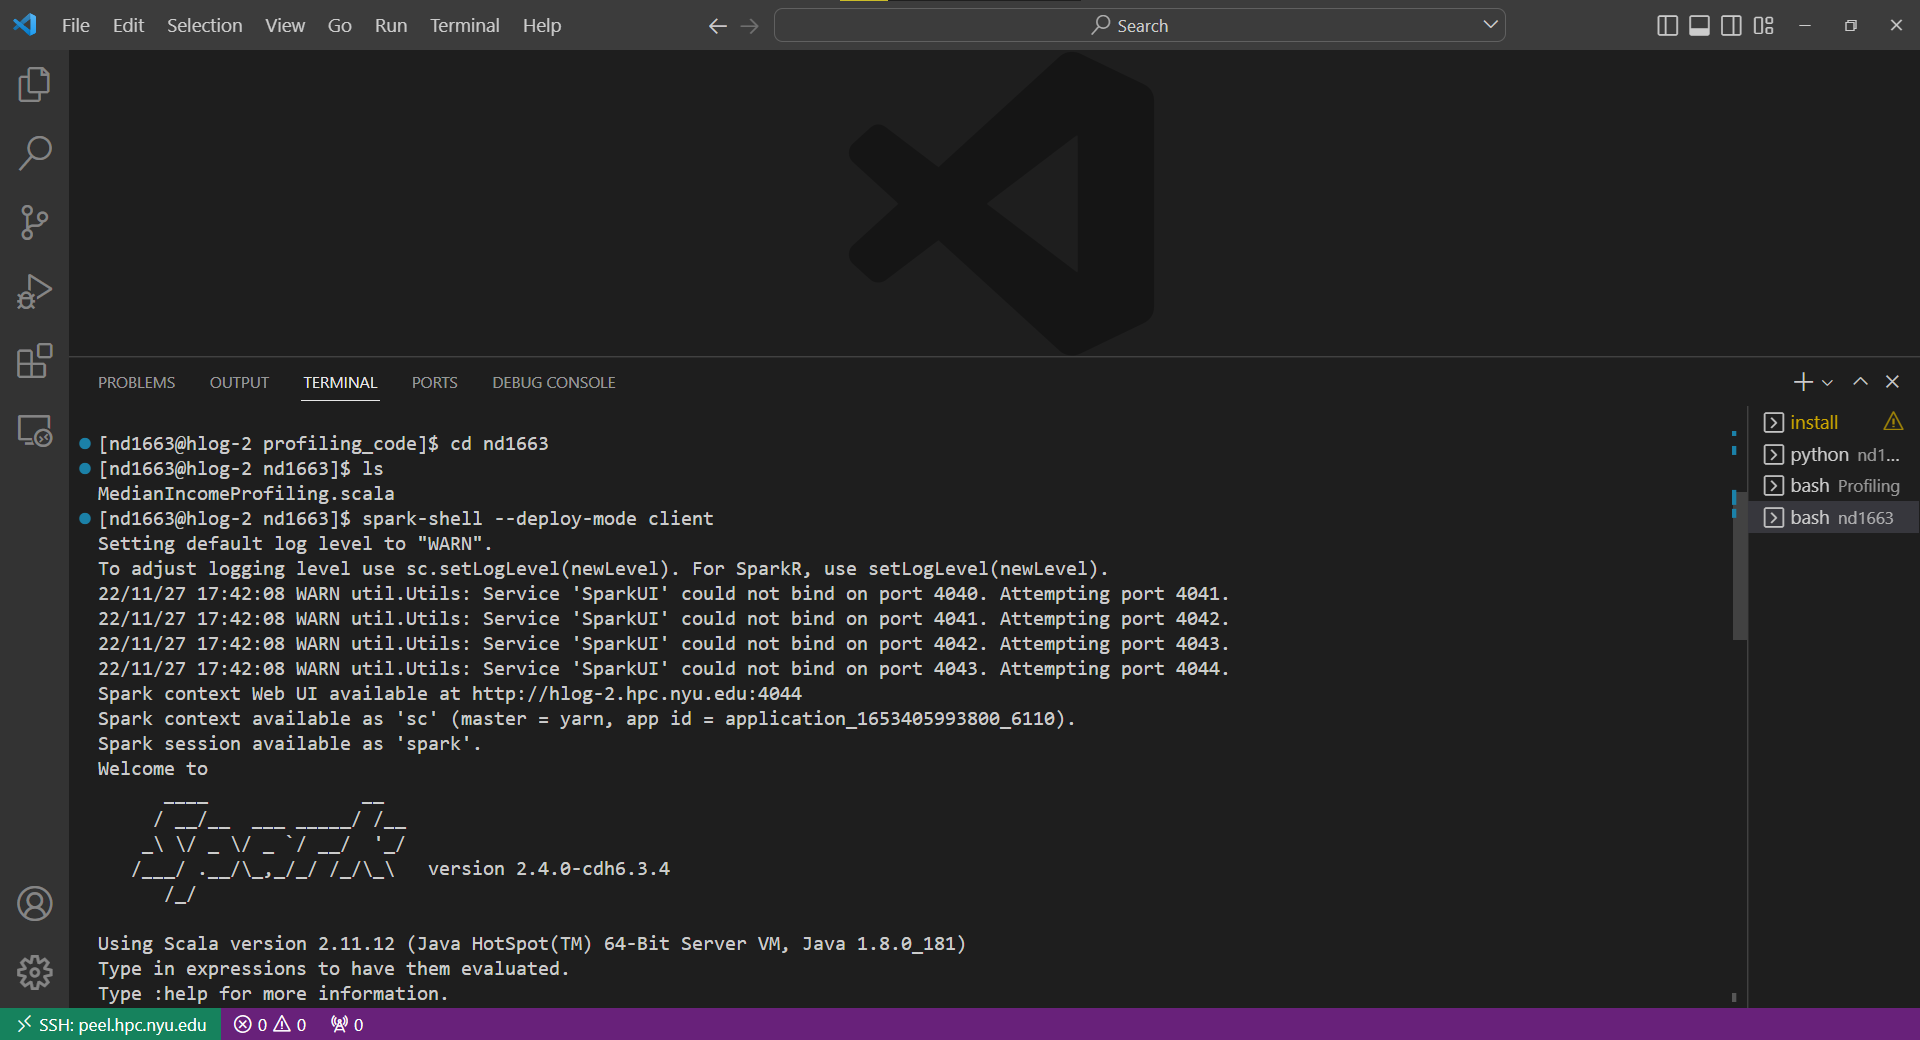 File Edit Selection View Go Run Terminal Help Search
PROBLEMS OUTPUT TERMINAL PORTS DEBUG CONSOLE
[nd1663@hlog-2 profiling_code]$ cd nd1663
[nd1663@hlog-2 nd1663]$ ls
MedianIncomeProfiling.scala
[nd1663@hlog-2 nd1663]$ spark-shell --deploy-mode client
Setting default log level to "WARN".
To adjust logging level use sc.setLogLevel(newLevel). For SparkR, use setLogLevel(newLevel).
22/11/27 17:42:08 WARN util.Utils: Service 'SparkUI' could not bind on port 4040. Attempting port 4041.
22/11/27 17:42:08 WARN util.Utils: Service 'SparkUI' could not bind on port 4041. Attempting port 4042.
22/11/27 17:42:08 WARN util.Utils: Service 'SparkUI' could not bind on port 4042. Attempting port 4043.
22/11/27 17:42:08 WARN util.Utils: Service 'SparkUI' could not bind on port 4043. Attempting port 4044.
Spark context Web UI available at http://hlog-2.hpc.nyu.edu:4044
Spark context available as 'sc' (master = yarn, app id = application_1653405993800_6110).
Spark session available as 'spark'.
Welcome to
      ____              __
     / __/__  ___ _____/ /__
    _\ \/ _ \/ _ `/ __/  '_/
   /___/ .__/\_,_/_/ /_/\_\   version 2.4.0-cdh6.3.4
      /_/
Using Scala version 2.11.12 (Java HotSpot(TM) 64-Bit Server VM, Java 1.8.0_181)
Type in expressions to have them evaluated.
Type :help for more information.
install
python nd1...
bash Profiling
bash nd1663
SSH: peel.hpc.nyu.edu 0 0 0